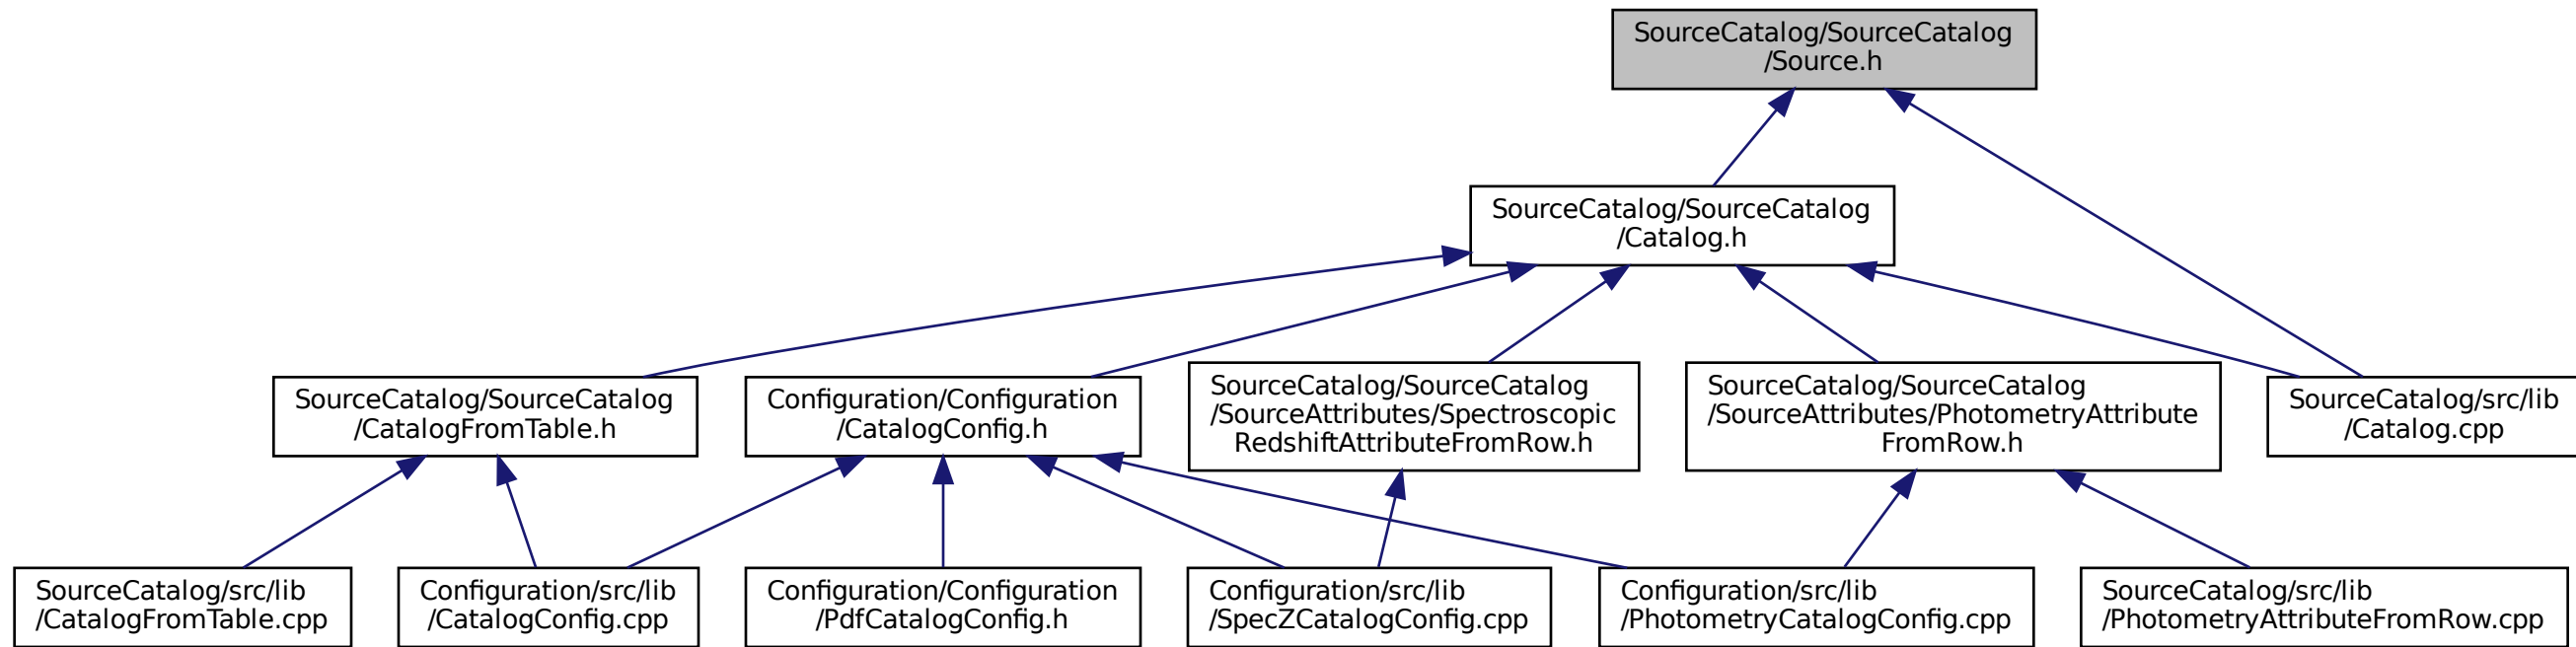 SourceCatalog/SourceCatalog
/Source.h
SourceCatalog/SourceCatalog
/Catalog.h
SourceCatalog/SourceCatalog
/CatalogFromTable.h
Configuration/Configuration
/CatalogConfig.h
SourceCatalog/SourceCatalog
/SourceAttributes/Spectroscopic
RedshiftAttributeFromRow.h
SourceCatalog/SourceCatalog
/SourceAttributes/PhotometryAttribute
FromRow.h
SourceCatalog/src/lib
/Catalog.cpp
SourceCatalog/src/lib
/CatalogFromTable.cpp
Configuration/src/lib
/CatalogConfig.cpp
Configuration/Configuration
/PdfCatalogConfig.h
Configuration/src/lib
/SpecZCatalogConfig.cpp
Configuration/src/lib
/PhotometryCatalogConfig.cpp
SourceCatalog/src/lib
/PhotometryAttributeFromRow.cpp